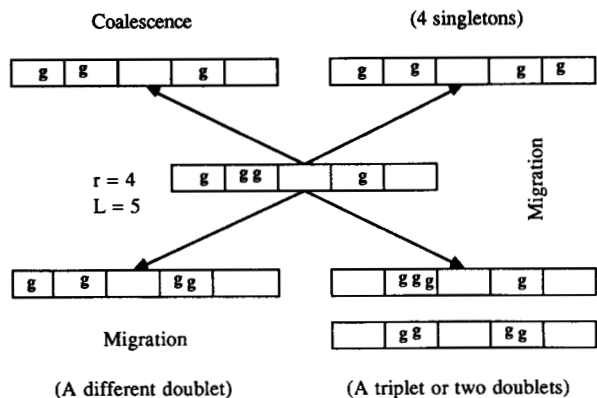 Coalescence
(4 singletons)
g g g
g g g g
r = 4
L = 5
g gg g
Migration
g g gg
ggg g
gg gg
Migration
(A different doublet)
(A triplet or two doublets)